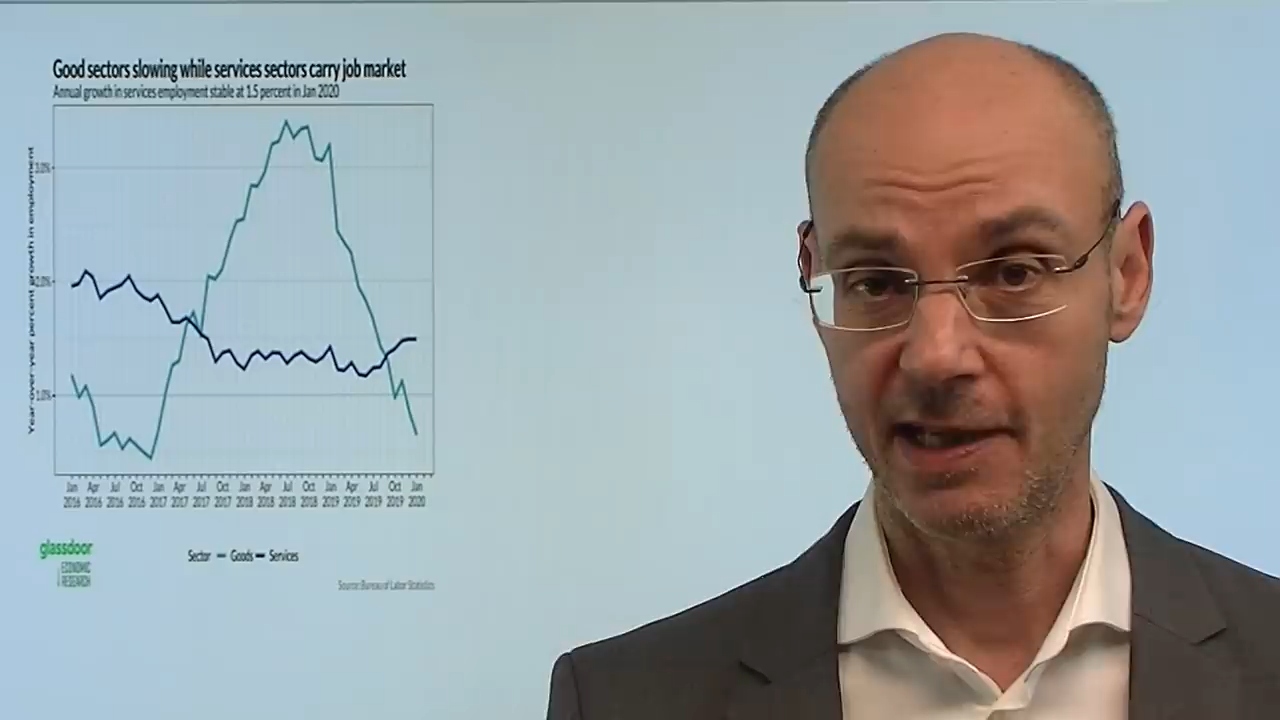 Good sectors slowing while services sectors carry job market
Annual growth in services employment stable at 1.5 percent in Jan 2020
Year-over-year percent growth in employment
3.0%
2.0%
1.0%
Jan Apr Jul Oct Jan Apr Jul Oct Jan Apr Jul Oct Jan Apr Jul Oct Jan
2016 2016 2016 2016 2017 2017 2017 2017 2018 2018 2018 2018 2019 2019 2019 2019 2020
glassdoor
ECONOMIC
RESEARCH
Sector Goods Services
Source: Bureau of Labor Statistics